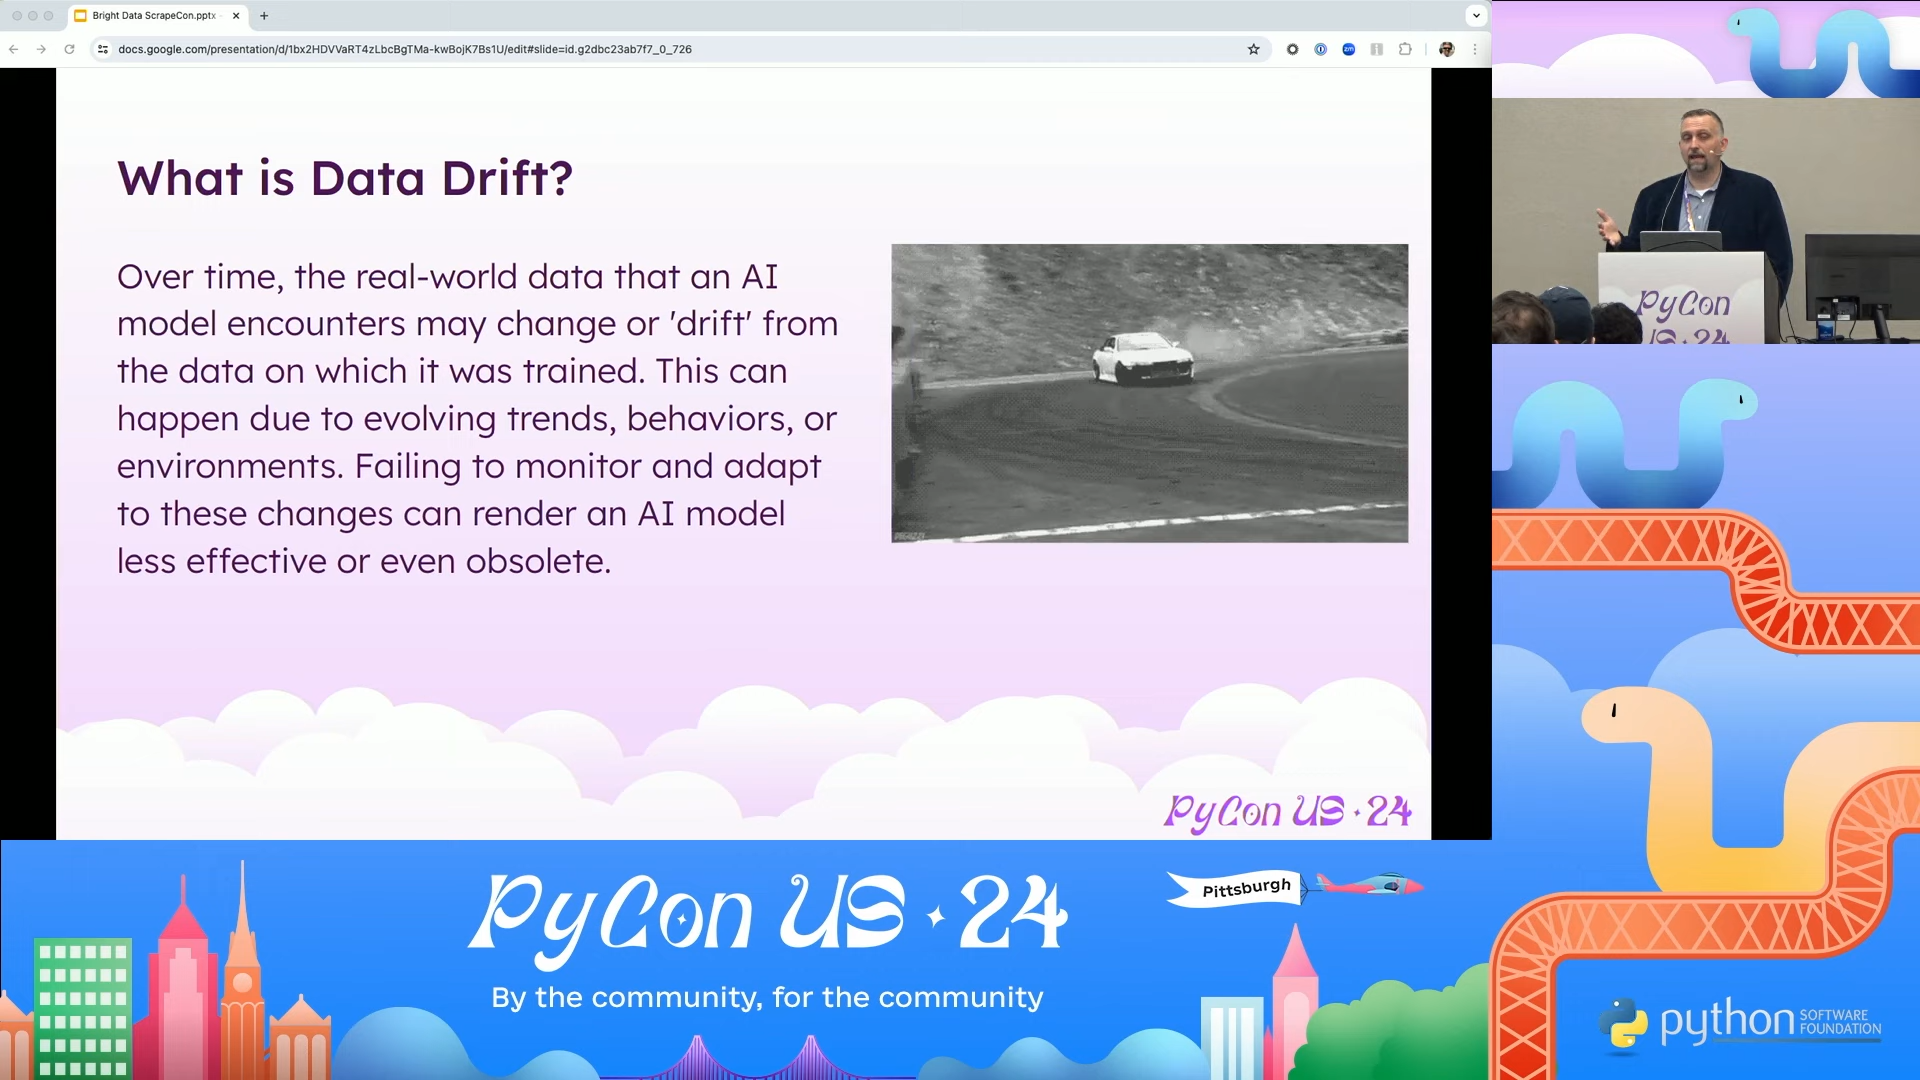 Bright Data ScrapeCon.pptx
docs.google.com/presentation/d/1bx2HDVVaRT4zLbcBgTMa-kwBojK7Bs1U/edit#slide=id.g2dbc23ab7f7_0_726
What is Data Drift?
Over time, the real-world data that an AI
model encounters may change or 'drift' from
the data on which it was trained. This can
happen due to evolving trends, behaviors, or
environments. Failing to monitor and adapt
to these changes can render an AI model
less effective or even obsolete.
PyCon US · 24
PyCon
US · 24
PyCon US · 24
By the community, for the community
Pittsburgh
python
SOFTWARE
FOUNDATION